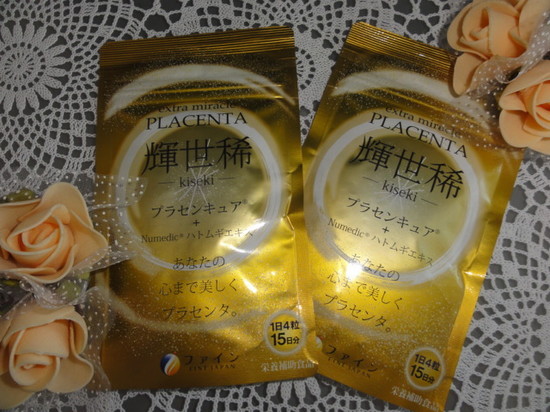 extra miracle
PLACENTA
輝世稀
kiseki
プラセンキュア®
+
Numedic® ハトムギエキス
あなたの
心まで美しく
プラセンタ。
1日4粒
15日分
ファイン
栄養補助食品
extra miracle
PLACENTA
輝世稀
kiseki
プラセンキュア®
+
Numedic® ハトムギエキス
あなたの
心まで美しく
プラセンタ。
1日4粒
15日分
ファイン
栄養補助食品